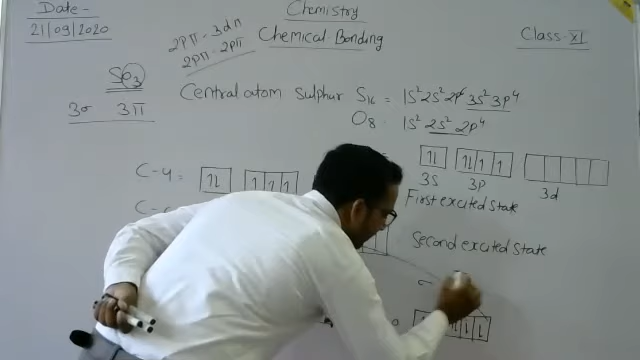 Date-
21/09/2020
Chemistry
Chemical Bonding
Class-XI
2Pπ-3dπ
2Pπ-2Pπ
SO3
3σ 3π
Central atom Sulphur S16 = 1S² 2S² 2P⁶ 3S² 3P⁴
O8 1S² 2S² 2P⁴
3S 3P 3d
First excited state
Second excited state
σ